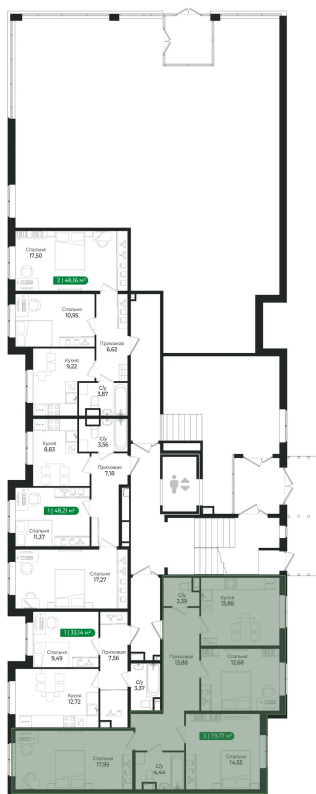 Спальня
17,50
2 | 48,16 м²
10,95
Прихожая
6,62
Кухня
9,22
С/у
3,87
С/у
3,56
8,83
Кухня
Прихожая
7,18
1 | 48,21 м²
Спальня
11,37
Спальня
17,27
С/у
2,39
Кухня
13,88
1 | 33,14 м²
Спальня
9,49
Прихожая
7,56
Прихожая
13,88
Спальня
12,68
С/у
3,37
Кухня
12,72
3 | 79,77 м²
Спальня
17,95
С/у
6,44
Спальня
14,55